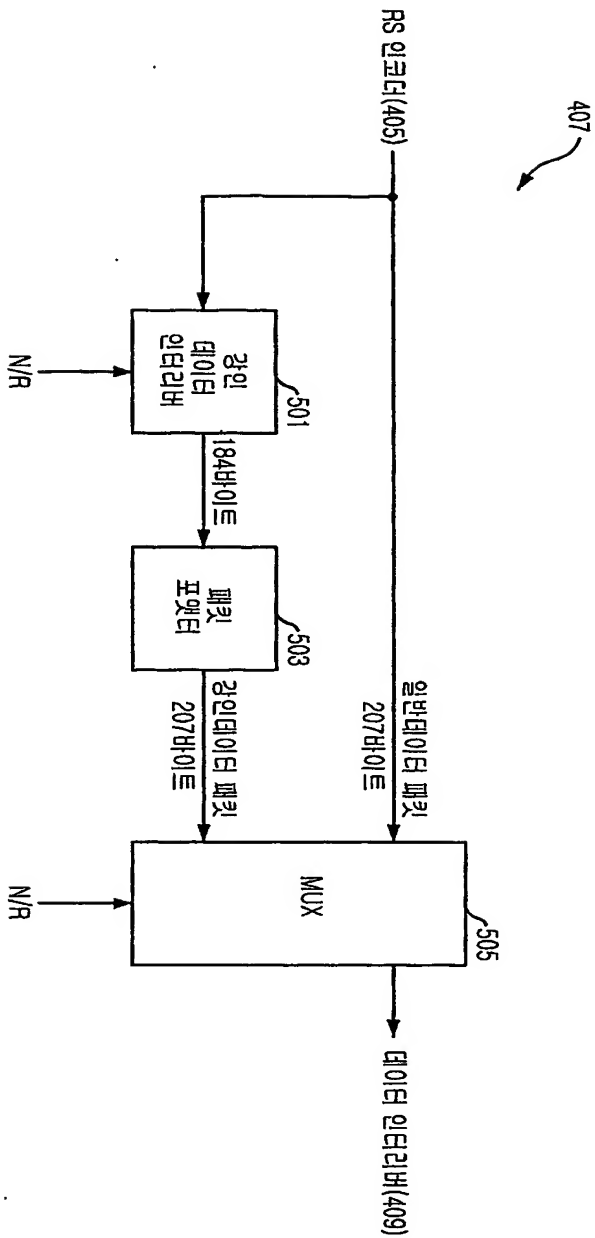 407
RS 인코더(405)
일반데이터 패킷
207바이트
강인
데이터
인터리버
501
184바이트
패킷
포맷터
503
강인데이터 패킷
207바이트
MUX
505
N/R
N/R
데이터 인터리버(409)